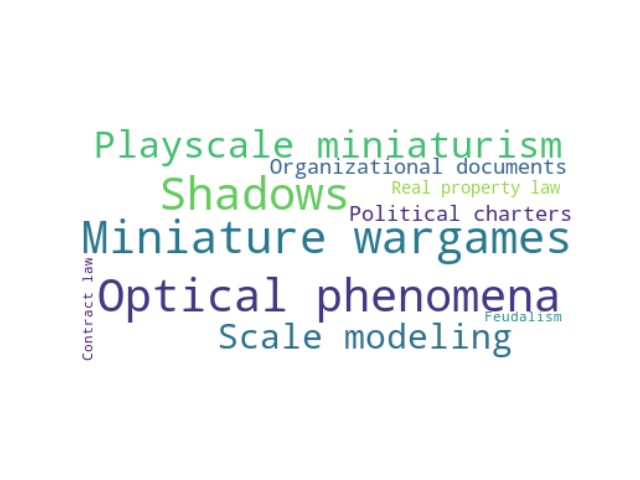 Playscale miniaturism
Organizational documents
Shadows
Real property law
Political charters
Miniature wargames
Contract law
Optical phenomena
Feudalism
Scale modeling